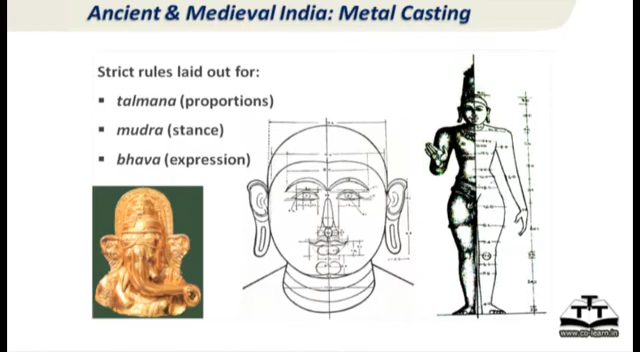 Ancient & Medieval India: Metal Casting
Strict rules laid out for:
▪ talmana (proportions)
▪ mudra (stance)
▪ bhava (expression)
TTT
www.co-learn.in